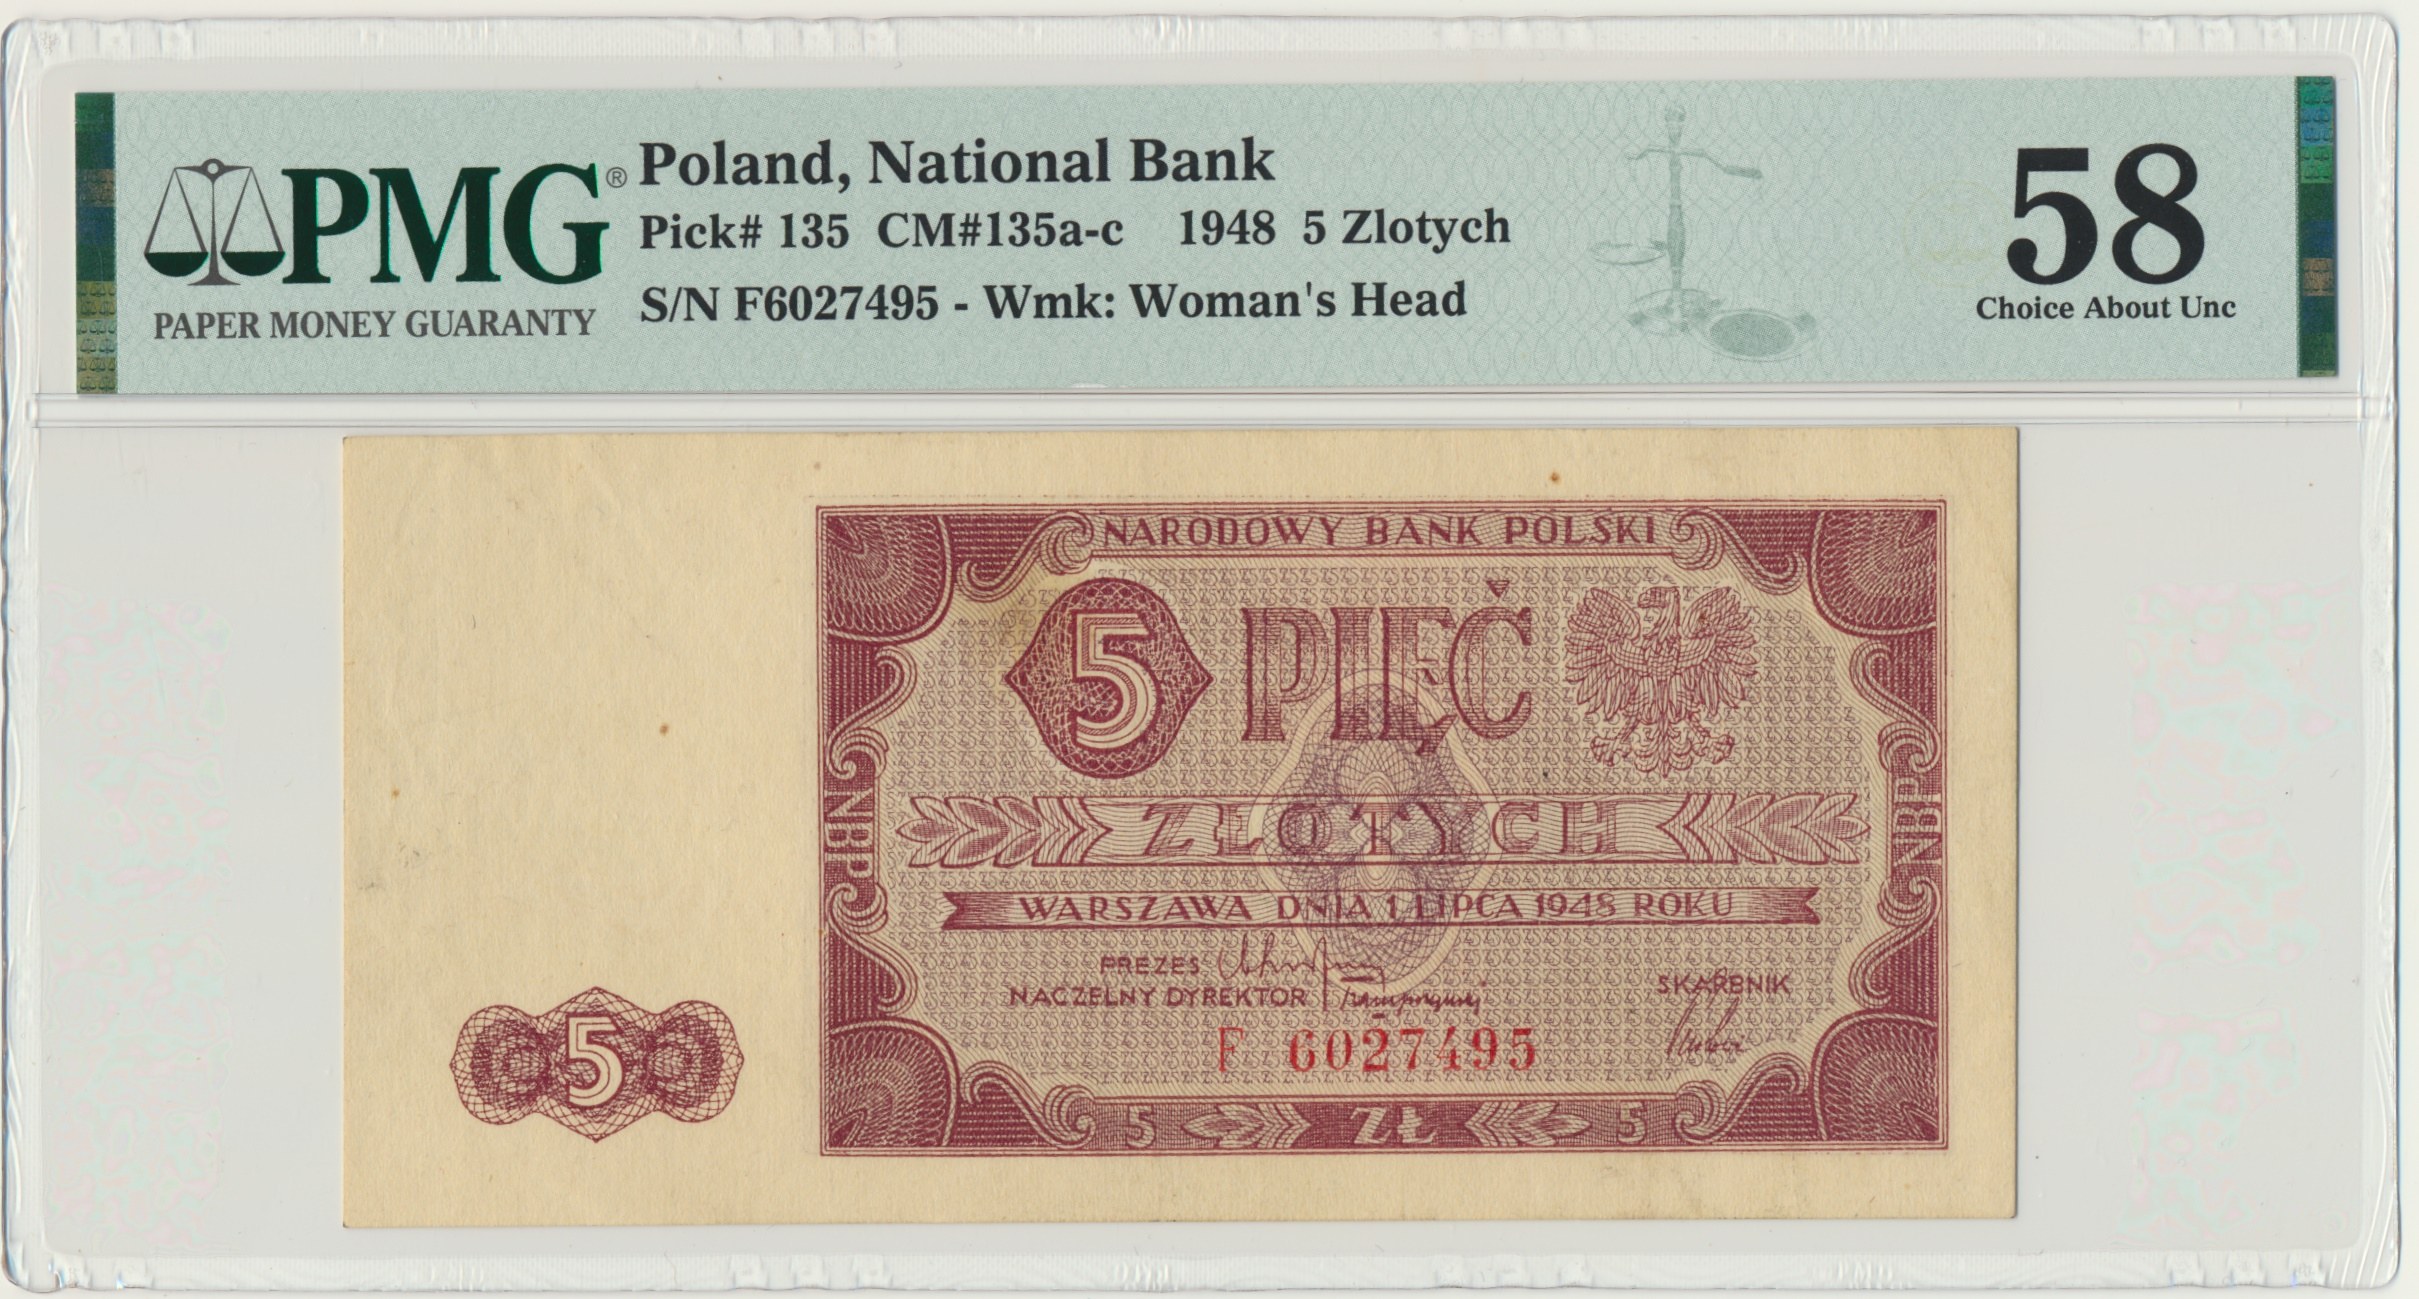 PMG®
PAPER MONEY GUARANTY
Poland, National Bank
Pick# 135 CM#135a-c 1948 5 Zlotych
S/N F6027495 - Wmk: Woman's Head
58
Choice About Unc
NARODOWY BANK POLSKI
5 PIĘĆ
ZŁOTYCH
NBP
NBP
WARSZAWA DNIA 1 LIPCA 1948 ROKU
PREZES
NACZELNY DYREKTOR
SKARBNIK
F 6027495
5 ZŁ 5
5